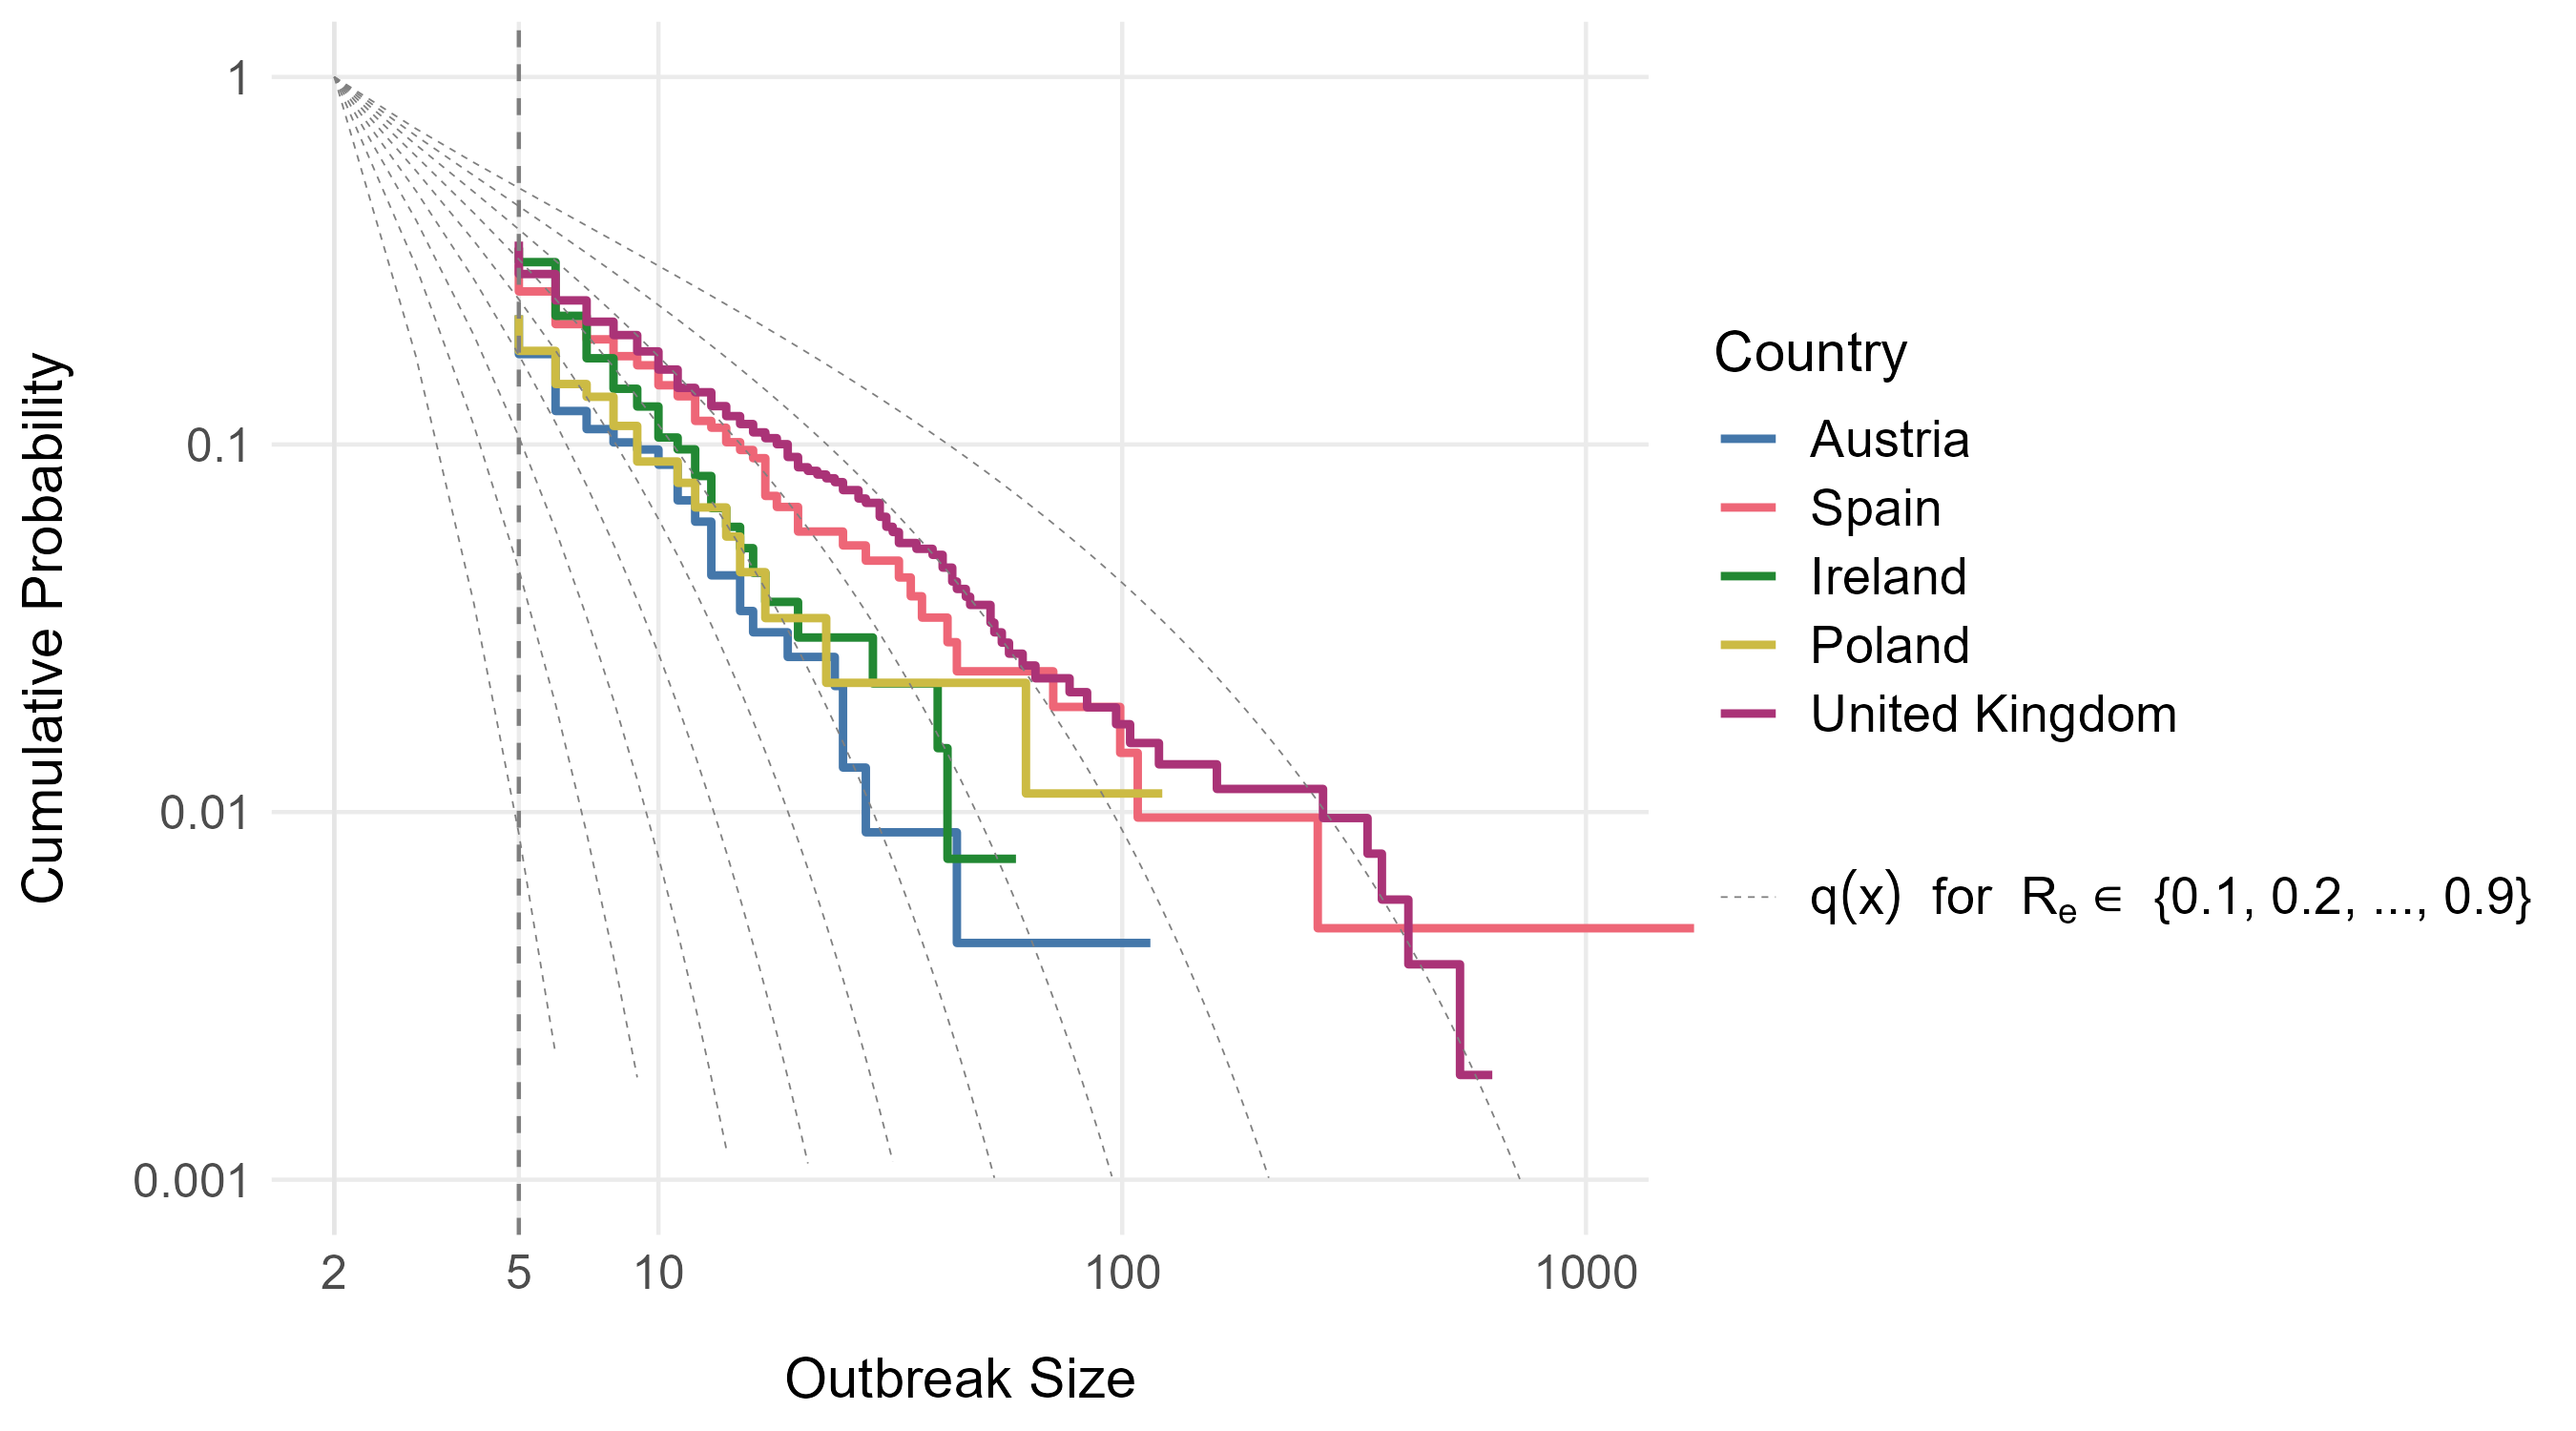 Cumulative Probability
1
0.1
0.01
0.001
2 5 10 100 1000
Outbreak Size
Country
Austria
Spain
Ireland
Poland
United Kingdom
q(x) for Re ∈ {0.1, 0.2, ..., 0.9}